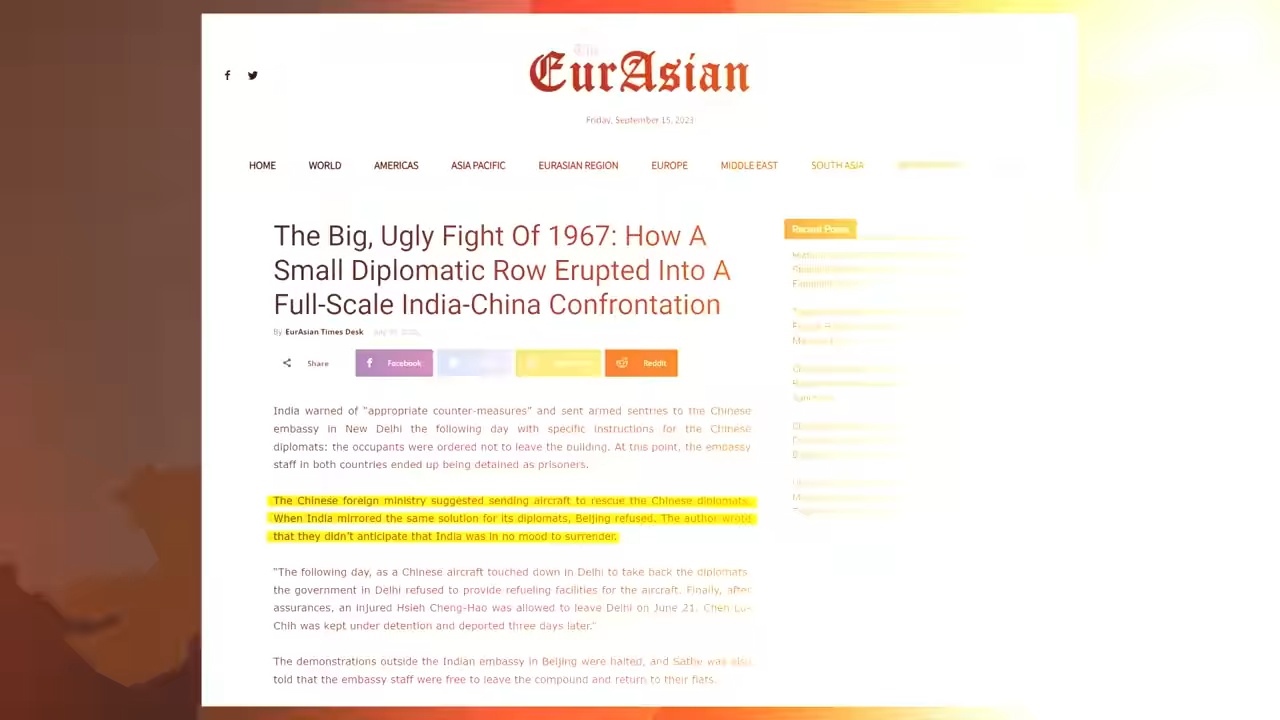 The
EurAsian
Friday, September 15, 2023
HOME WORLD AMERICAS ASIA PACIFIC EURASIAN REGION EUROPE MIDDLE EAST SOUTH ASIA
The Big, Ugly Fight Of 1967: How A
Small Diplomatic Row Erupted Into A
Full-Scale India-China Confrontation
By EurAsian Times Desk
Share Facebook Reddit
India warned of “appropriate counter-measures” and sent armed sentries to the Chinese
embassy in New Delhi the following day with specific instructions for the Chinese
diplomats: the occupants were ordered not to leave the building. At this point, the embassy
staff in both countries ended up being detained as prisoners.
The Chinese foreign ministry suggested sending aircraft to rescue the Chinese diplomats.
When India mirrored the same solution for its diplomats, Beijing refused. The author wrote
that they didn’t anticipate that India was in no mood to surrender.
“The following day, as a Chinese aircraft touched down in Delhi to take back the diplomats
the government in Delhi refused to provide refueling facilities for the aircraft. Finally, after
assurances, an injured Hsieh Cheng-Hao was allowed to leave Delhi on June 21. Chen Lu-
Chih was kept under detention and deported three days later.”
The demonstrations outside the Indian embassy in Beijing were halted, and Sathe was also
told that the embassy staff were free to leave the compound and return to their flats.
Recent Posts